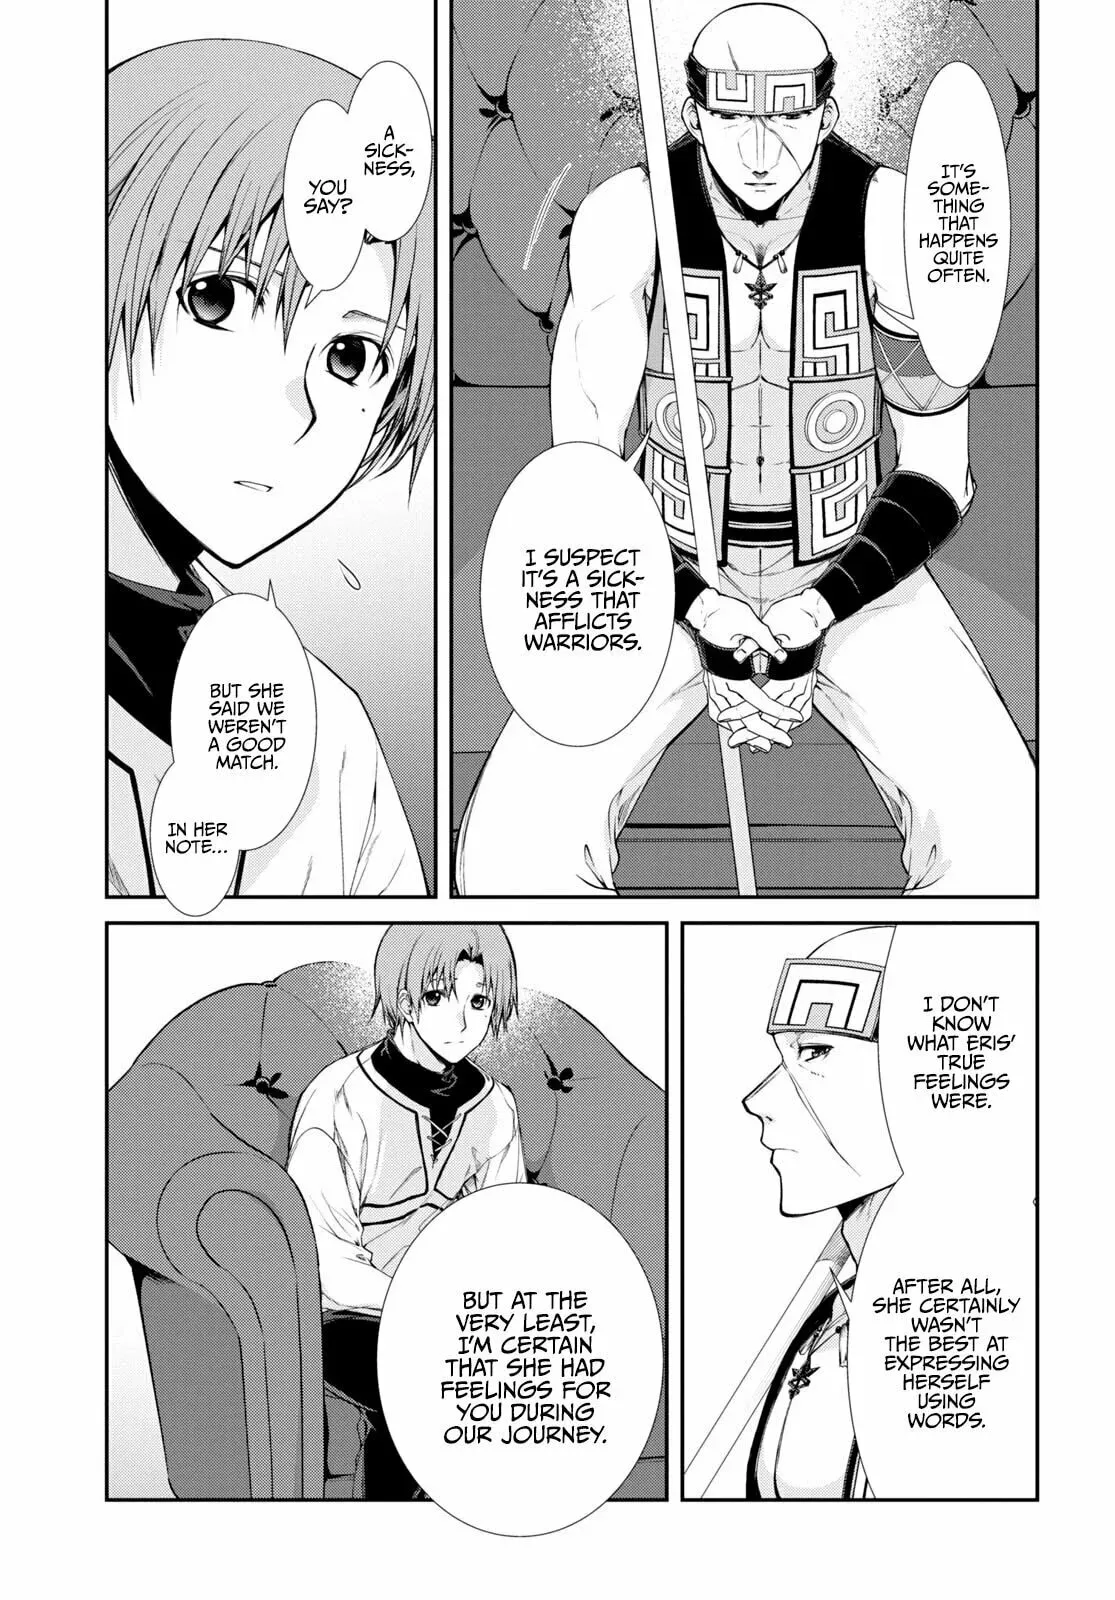 IT'S
SOME-
THING THAT
HAPPENS
QUITE
OFTEN.
I SUSPECT
IT'S A SICK-
NESS THAT
AFFLICTS
WARRIORS.
A
SICK-
NESS,
YOU
SAY?
BUT SHE
SAID WE
WEREN'T
A GOOD
MATCH.
IN HER
NOTE...
I DON'T
KNOW
WHAT ERIS'
TRUE
FEELINGS
WERE.
AFTER ALL,
SHE CERTAINLY
WASN'T
THE BEST AT
EXPRESSING
HERSELF
USING
WORDS.
BUT AT THE
VERY LEAST,
I'M CERTAIN
THAT SHE HAD
FEELINGS FOR
YOU DURING
OUR JOURNEY.